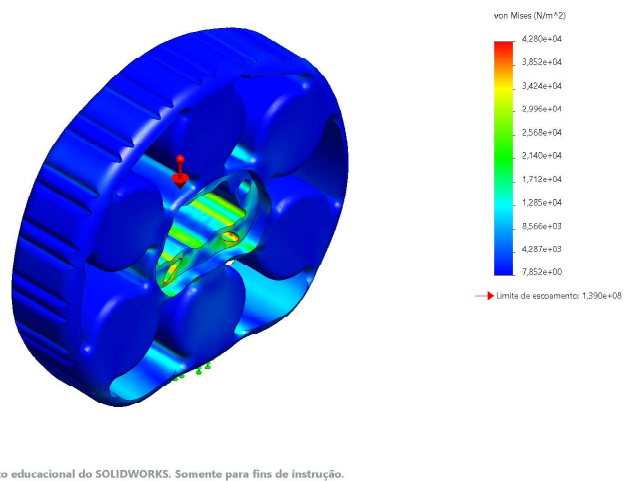 von Mises (N/m^2)
4,280e+04
3,852e+04
3,424e+04
2,996e+04
2,568e+04
2,140e+04
1,712e+04
1,284e+04
8,566e+03
4,287e+03
7,852e+00
Limite de escoamento: 1,390e+08
educacional do SOLIDWORKS. Somente para fins de instrução.